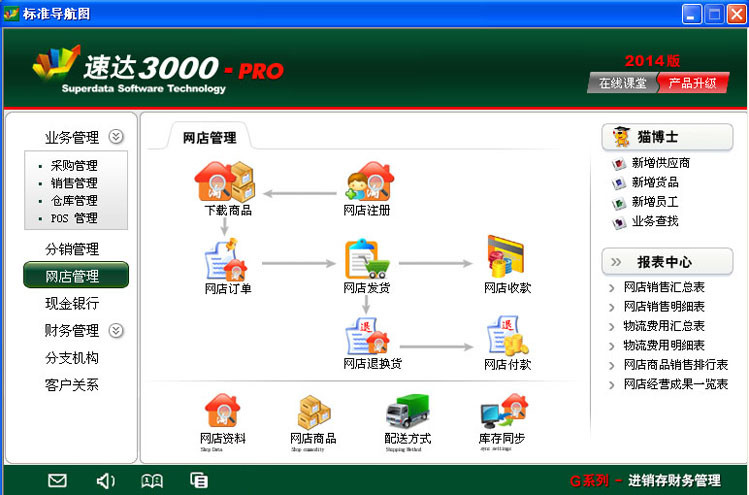 标准导航图
速达3000-PRO
Superdata Software Technology
2014版
在线课堂 产品升级
业务管理
采购管理
销售管理
仓库管理
POS 管理
分销管理
网店管理
现金银行
财务管理
分支机构
客户关系
网店管理
下载商品 网店注册
网店订单 网店发货 网店收款
网店退换货 网店付款
网店资料 网店商品 配送方式 库存同步
Shop Data Shop commodity Shipping Method sync settings
猫博士
新增供应商
新增货品
新增员工
业务查找
报表中心
网店销售汇总表
网店销售明细表
物流费用汇总表
物流费用明细表
网店商品销售排行表
网店经营成果一览表
G系列 - 进销存财务管理